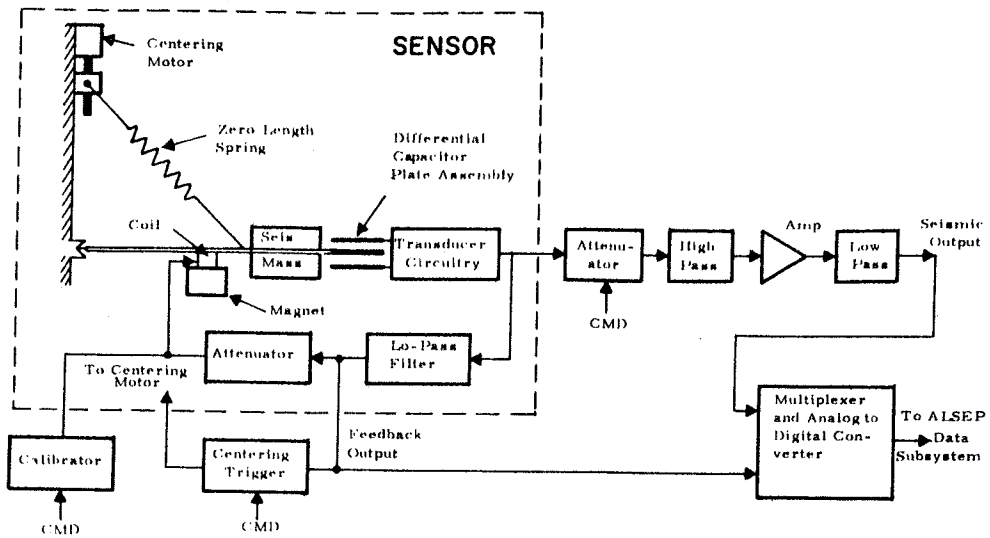 SENSOR
Centering
Motor
Zero Length
Spring
Differential
Capacitor
Plate Assembly
Coil
Seis
Mass
Transducer
Circuitry
Magnet
Attenu-
ator
CMD
High
Pass
Amp
Low
Pass
Seismic
Output
Attenuator
Lo-Pass
Filter
To Centering
Motor
Feedback
Output
Calibrator
CMD
Centering
Trigger
CMD
Multiplexer
and Analog to
Digital Con-
verter
To ALSEP
Data
Subsystem